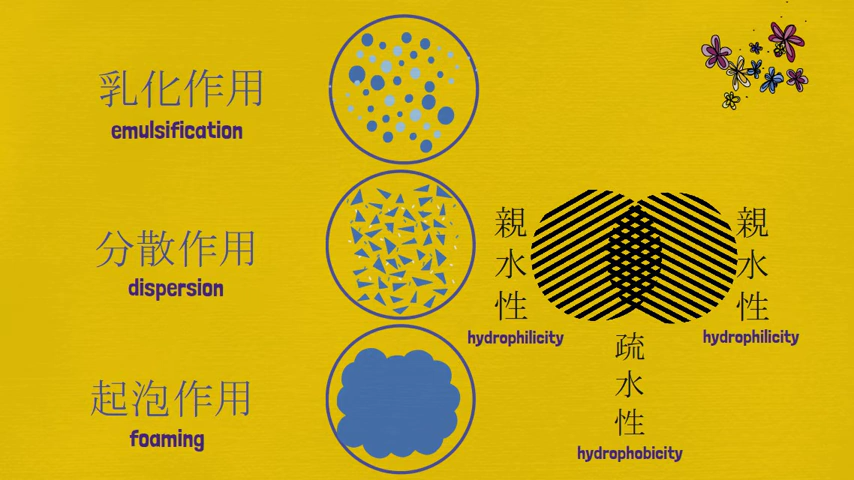 乳化作用
emulsification
分散作用
dispersion
起泡作用
foaming
親水性
hydrophilicity
疏水性
hydrophobicity
親水性
hydrophilicity